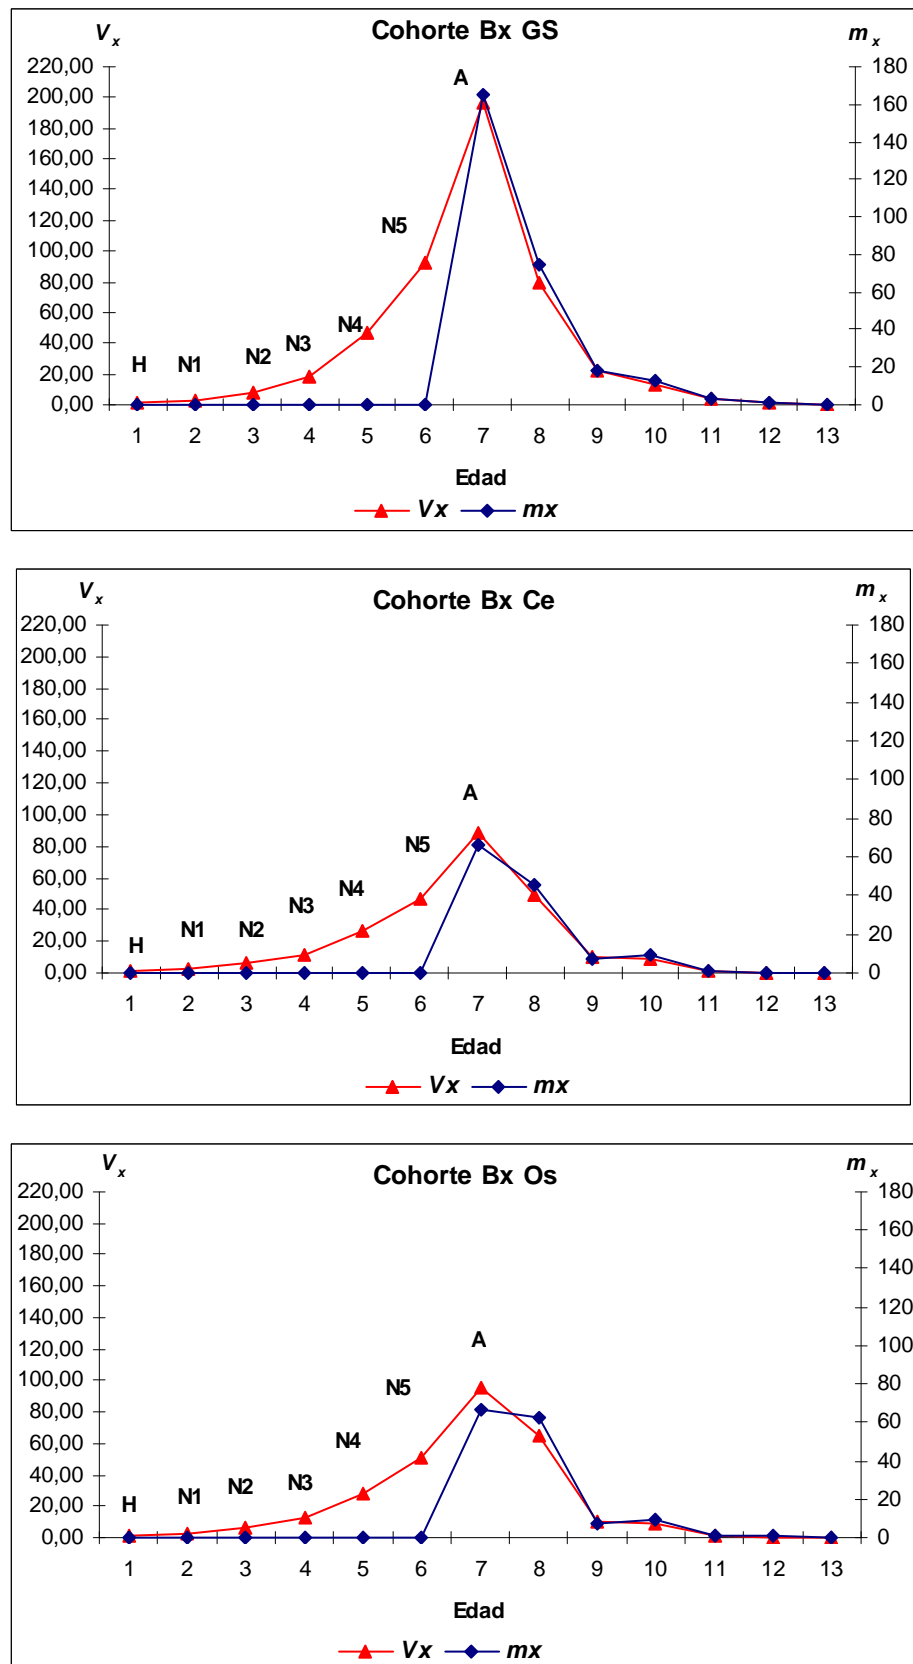 Cohorte Bx GS
Vx mx
220,00 180
200,00 160
180,00 140
160,00 120
140,00 100
120,00 80
100,00 60
80,00 40
60,00 20
40,00 0
20,00
0,00
H N1 N2 N3 N4 N5 A
1 2 3 4 5 6 7 8 9 10 11 12 13
Edad
Vx mx
Cohorte Bx Ce
Vx mx
220,00 180
200,00 160
180,00 140
160,00 120
140,00 100
120,00 80
100,00 60
80,00 40
60,00 20
40,00 0
20,00
0,00
H N1 N2 N3 N4 N5 A
1 2 3 4 5 6 7 8 9 10 11 12 13
Edad
Vx mx
Cohorte Bx Os
Vx mx
220,00 180
200,00 160
180,00 140
160,00 120
140,00 100
120,00 80
100,00 60
80,00 40
60,00 20
40,00 0
20,00
0,00
H N1 N2 N3 N4 N5 A
1 2 3 4 5 6 7 8 9 10 11 12 13
Edad
Vx mx